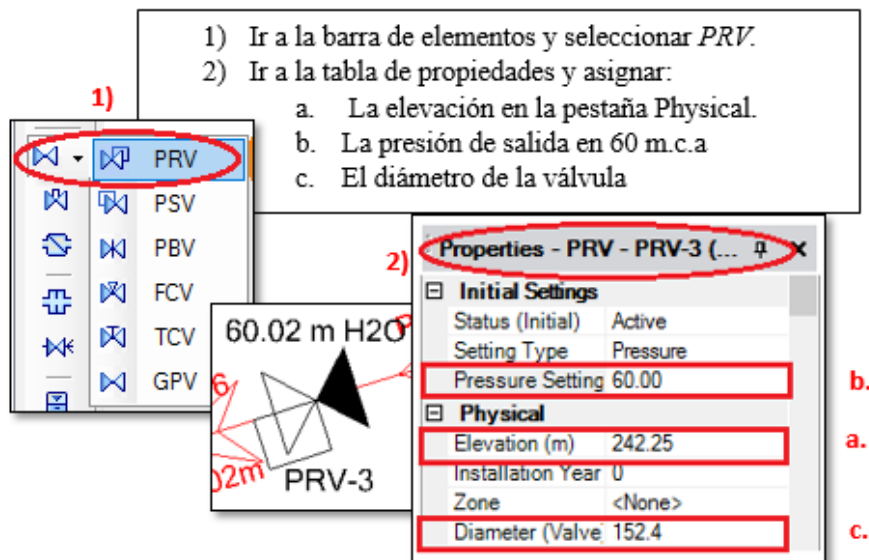 1) Ir a la barra de elementos y seleccionar PRV.
2) Ir a la tabla de propiedades y asignar:
a. La elevación en la pestaña Physical.
b. La presión de salida en 60 m.c.a
c. El diámetro de la válvula
1)
PRV
PSV
PBV
FCV
TCV
GPV
60.02 m H2O
PRV-3
02m
2)
Properties - PRV - PRV-3 (...
Initial Settings
Status (Initial) Active
Setting Type Pressure
Pressure Setting 60.00
b.
Physical
Elevation (m) 242.25
a.
Installation Year 0
Zone <None>
Diameter (Valve) 152.4
c.